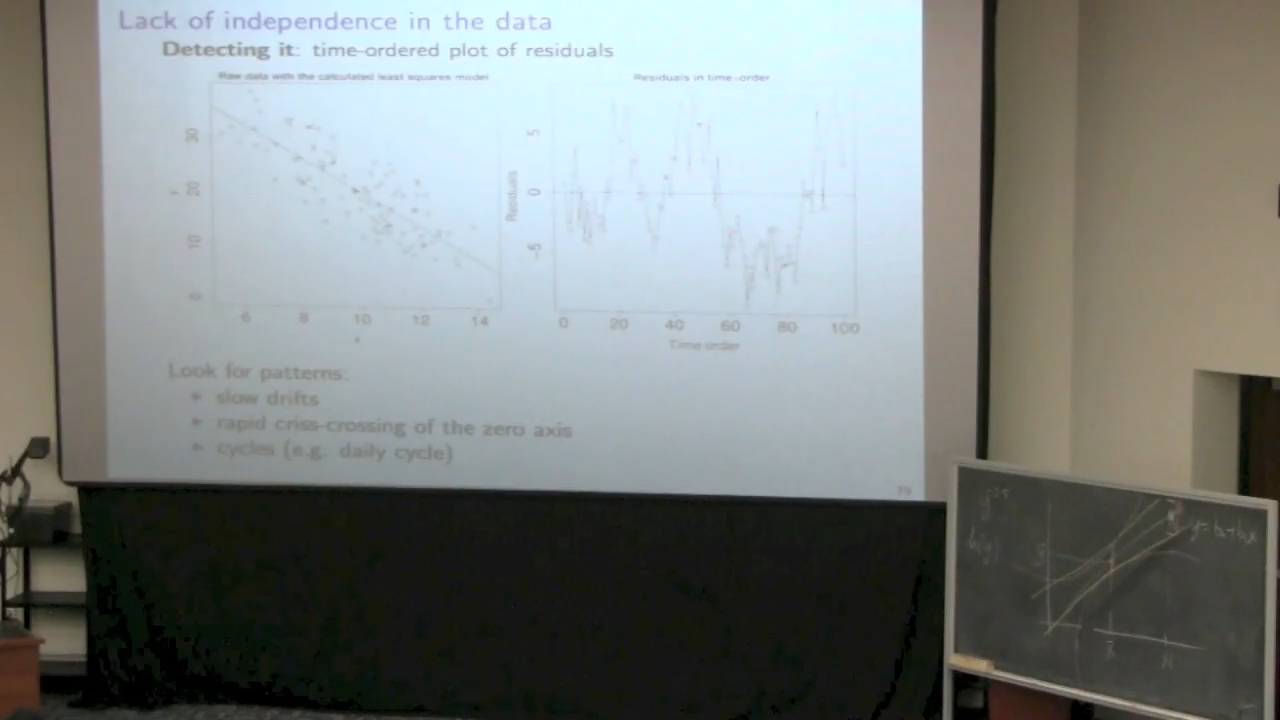 Lack of independence in the data
Detecting it: time-ordered plot of residuals
Raw data with the calculated least squares model
Residuals in time-order
30
20
10
0
6 8 10 12 14
x
Residuals
5
0
-5
0 20 40 60 80 100
Time order
Look for patterns:
slow drifts
rapid criss-crossing of the zero axis
cycles (e.g. daily cycle)
79